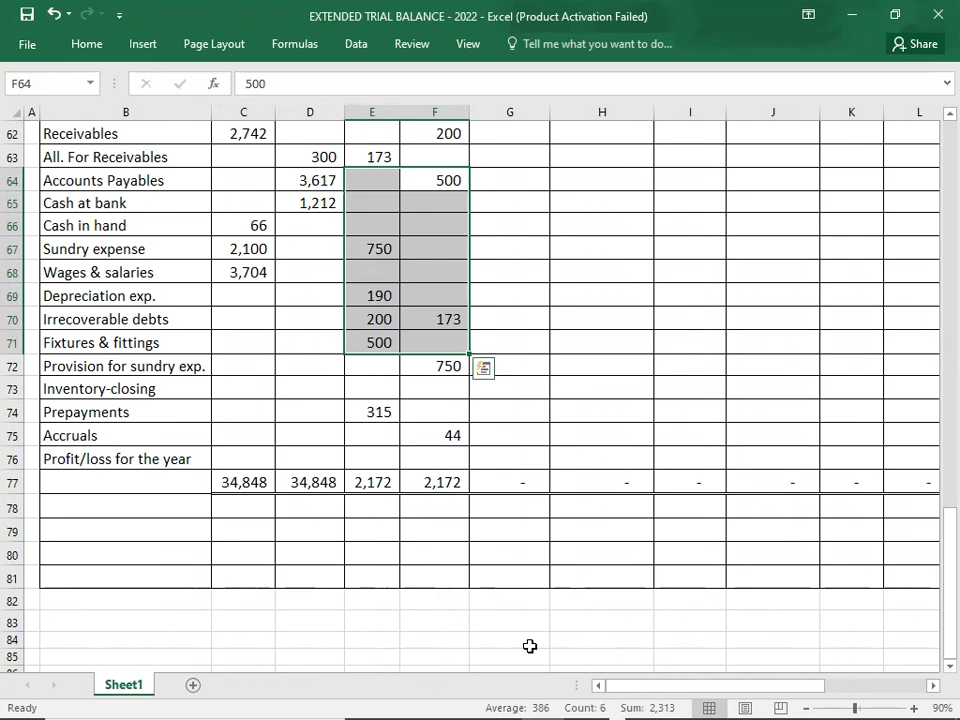 EXTENDED TRIAL BALANCE - 2022 - Excel (Product Activation Failed)
File Home Insert Page Layout Formulas Data Review View Tell me what you want to do... Share
F64 fx 500
A B C D E F G H I J K L
62 Receivables 2,742 200
63 All. For Receivables 300 173
64 Accounts Payables 3,617 500
65 Cash at bank 1,212
66 Cash in hand 66
67 Sundry expense 2,100 750
68 Wages & salaries 3,704
69 Depreciation exp. 190
70 Irrecoverable debts 200 173
71 Fixtures & fittings 500
72 Provision for sundry exp. 750
73 Inventory-closing
74 Prepayments 315
75 Accruals 44
76 Profit/loss for the year
77 34,848 34,848 2,172 2,172 - - - - - -
78
79
80
81
82
83
84
85
86
Sheet1
Ready Average: 386 Count: 6 Sum: 2,313 90%